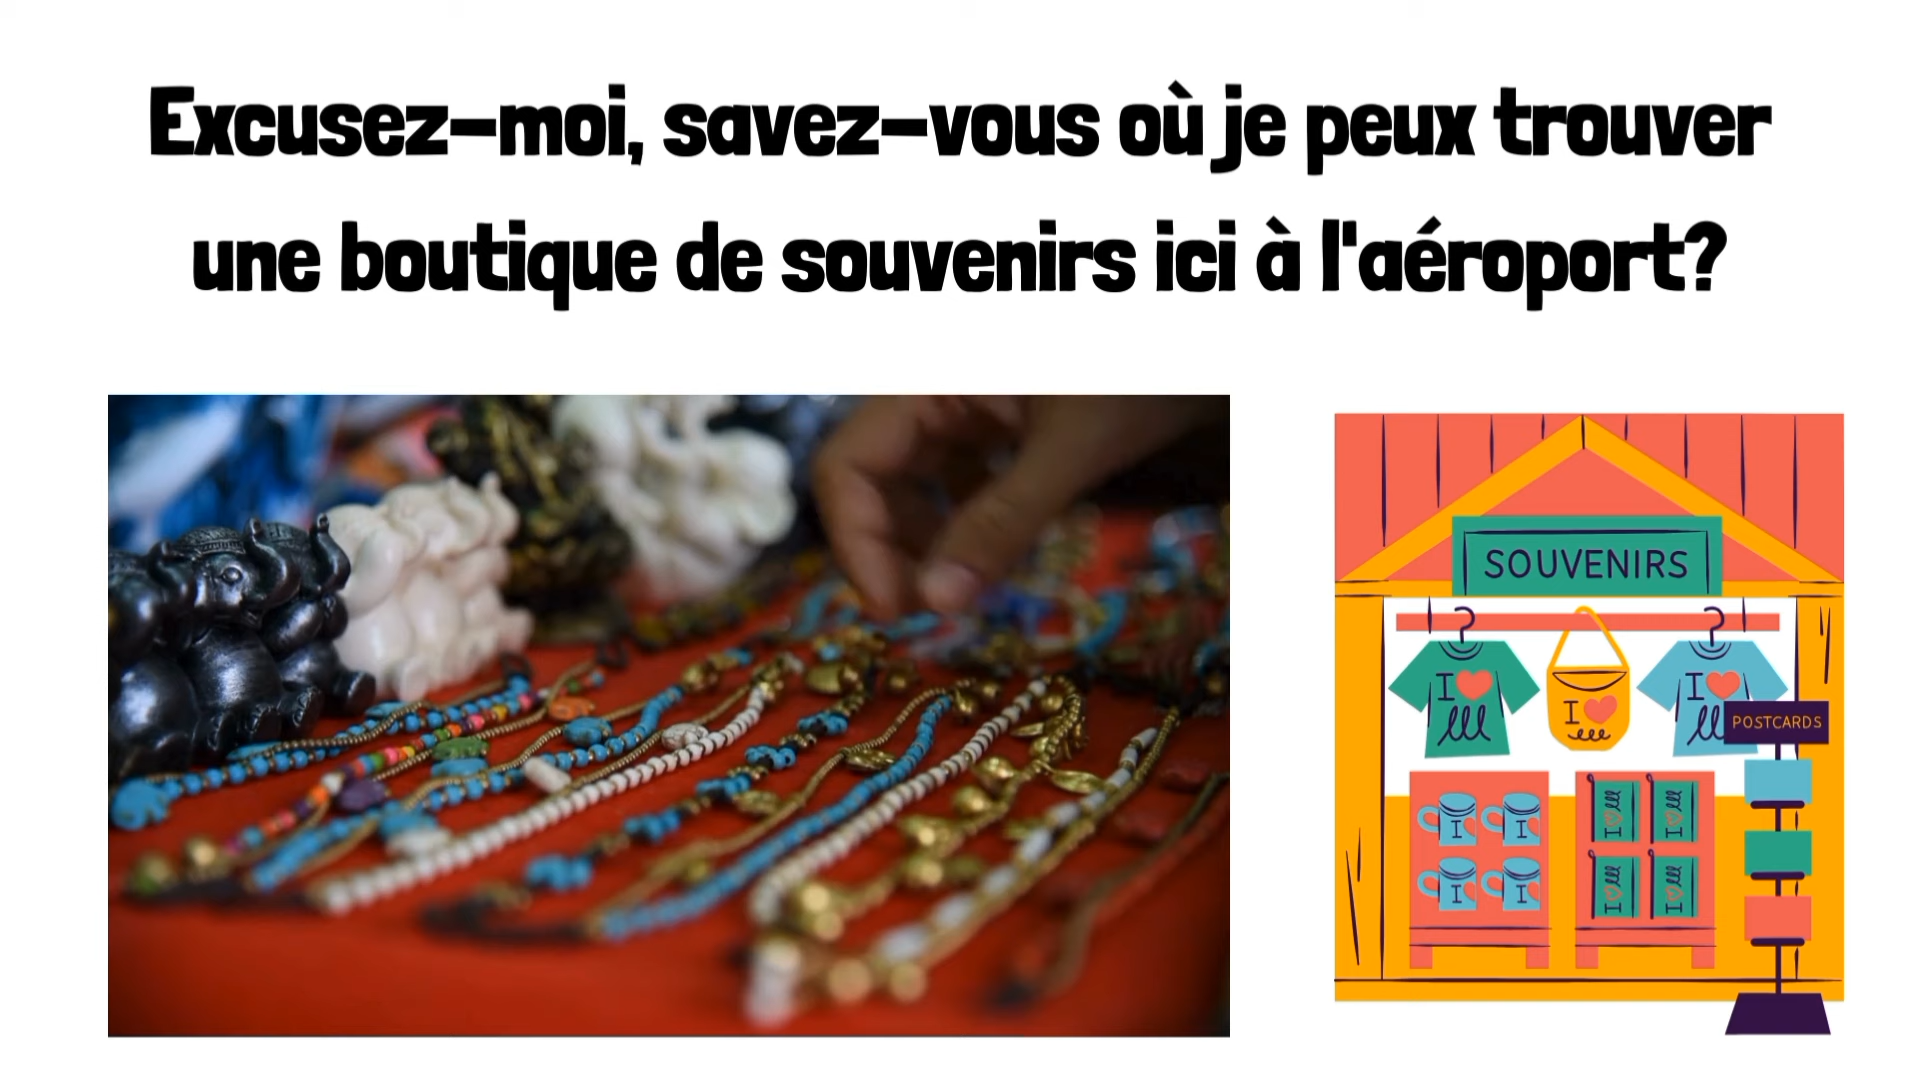 Excusez-moi, savez-vous où je peux trouver
une boutique de souvenirs ici à l'aéroport?
SOUVENIRS
I
I
I
POSTCARDS
I
I
I
I
I
I
I
I